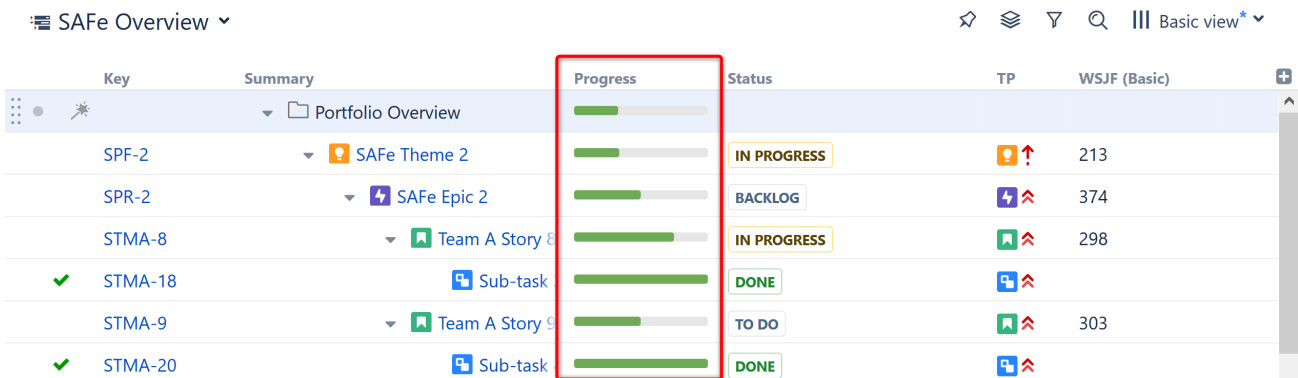 SAFe Overview Basic view*
Key Summary Progress Status TP WSJF (Basic)
Portfolio Overview
SPF-2 SAFe Theme 2 IN PROGRESS 213
SPR-2 SAFe Epic 2 BACKLOG 374
STMA-8 Team A Story 8 IN PROGRESS 298
STMA-18 Sub-task DONE
STMA-9 Team A Story 9 TO DO 303
STMA-20 Sub-task DONE